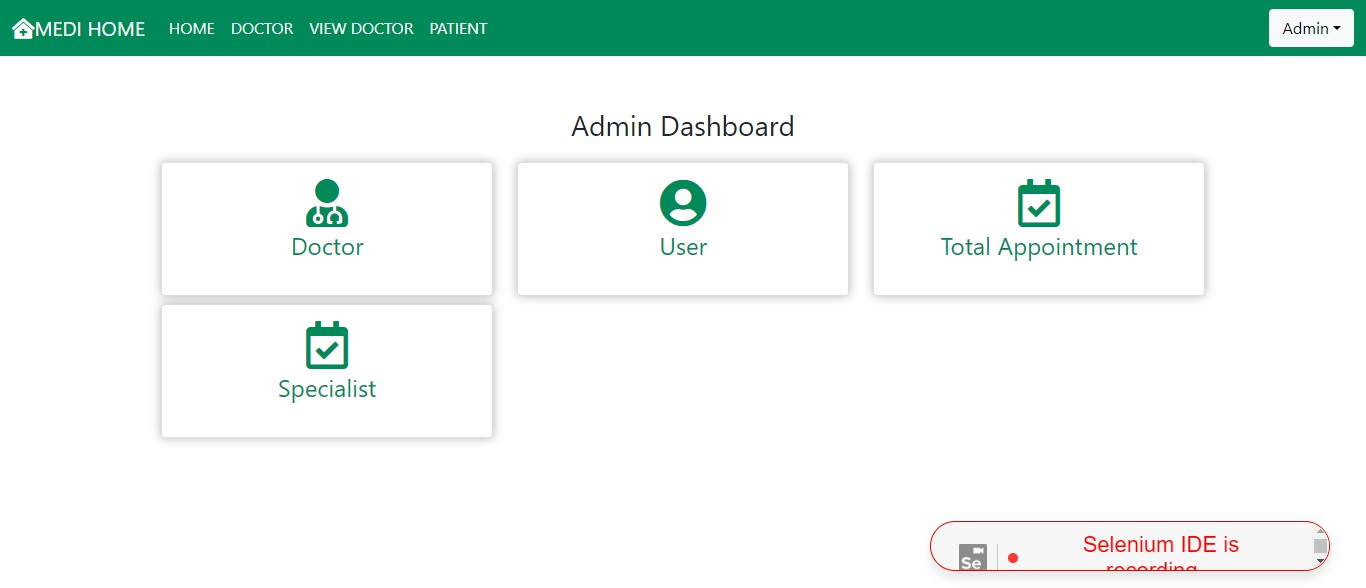 MEDI HOME HOME DOCTOR VIEW DOCTOR PATIENT Admin
Admin Dashboard
Doctor User Total Appointment
Specialist
Se Selenium IDE is
recording